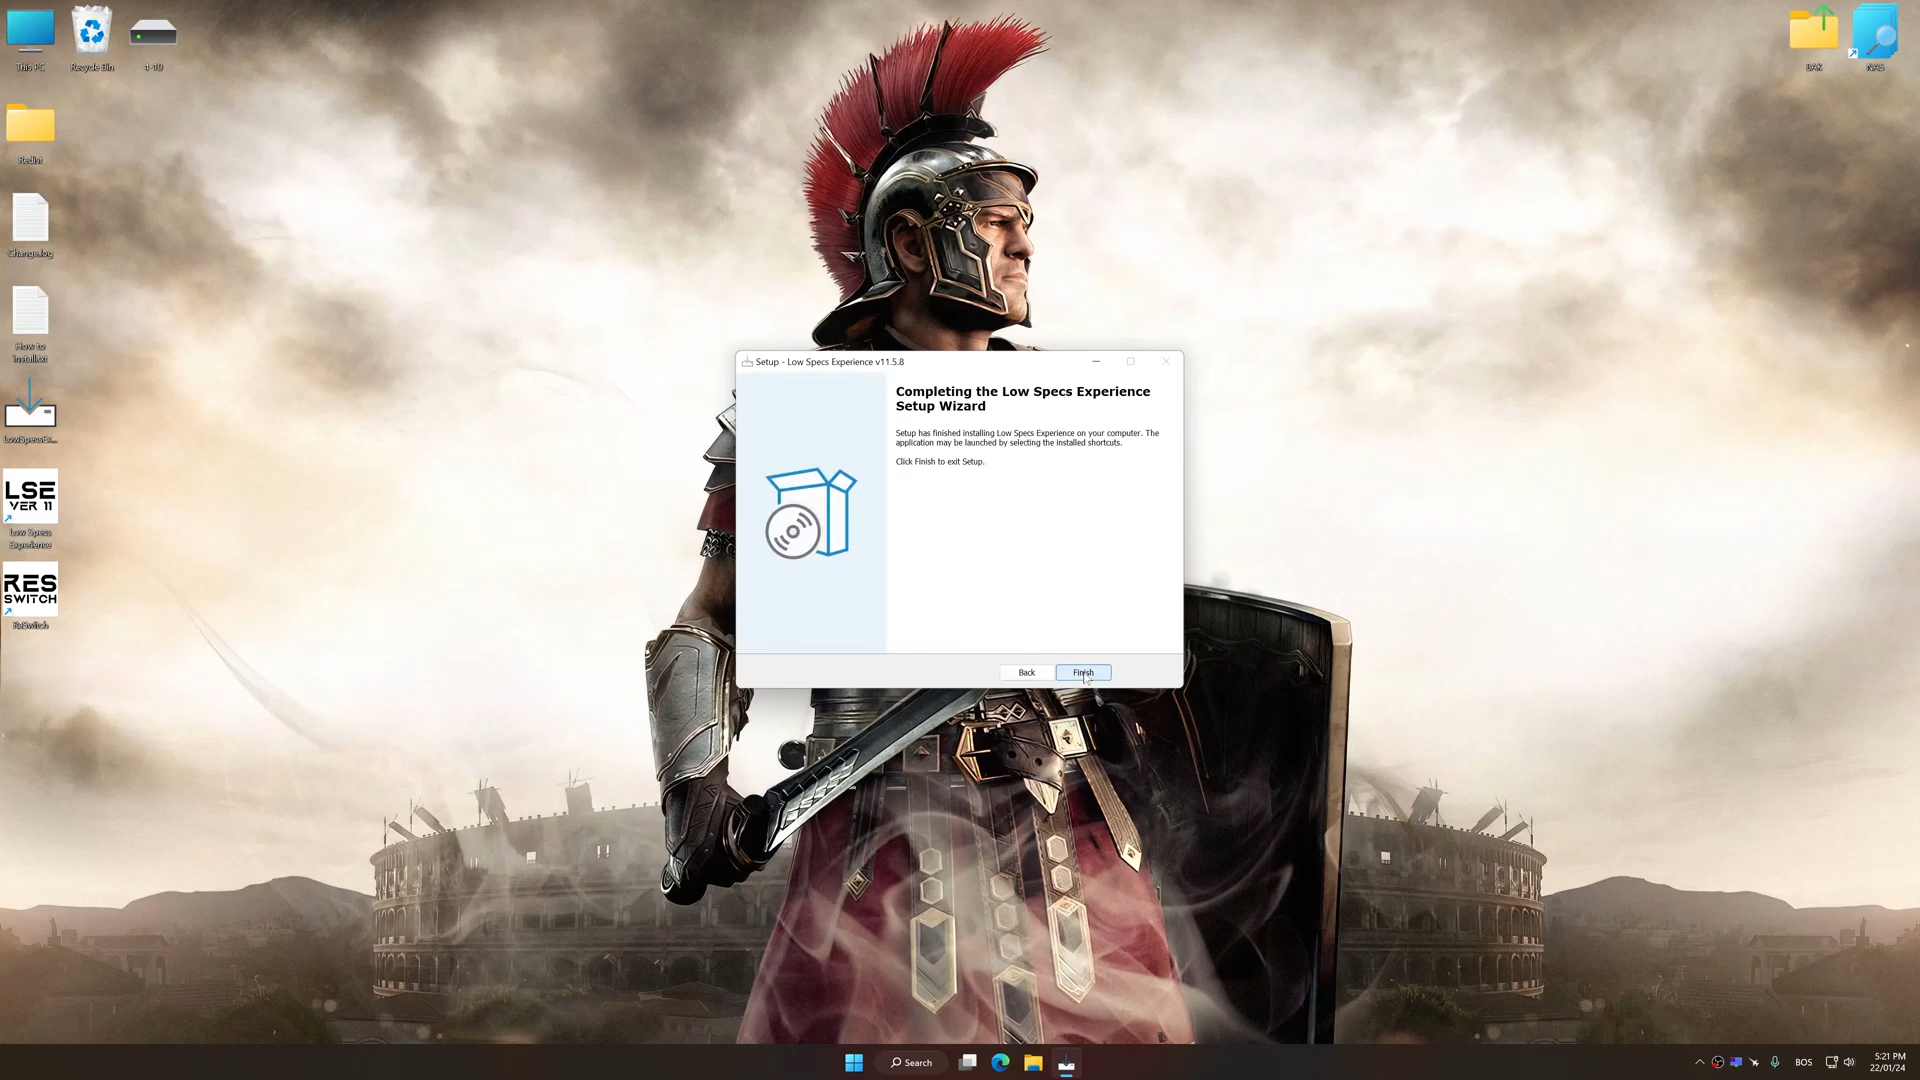 This PC
Recycle Bin
4-10
BAK
NAS
Redist
Changelog
How to
install.txt
LowSpecsEx...
LSE
VER 11
Low Specs
Experience
RES
SWITCH
ReSwitch
Setup - Low Specs Experience v11.5.8
Completing the Low Specs Experience
Setup Wizard
Setup has finished installing Low Specs Experience on your computer. The
application may be launched by selecting the installed shortcuts.
Click Finish to exit Setup.
Back
Finish
Search
BOS
5:21 PM
22/01/24